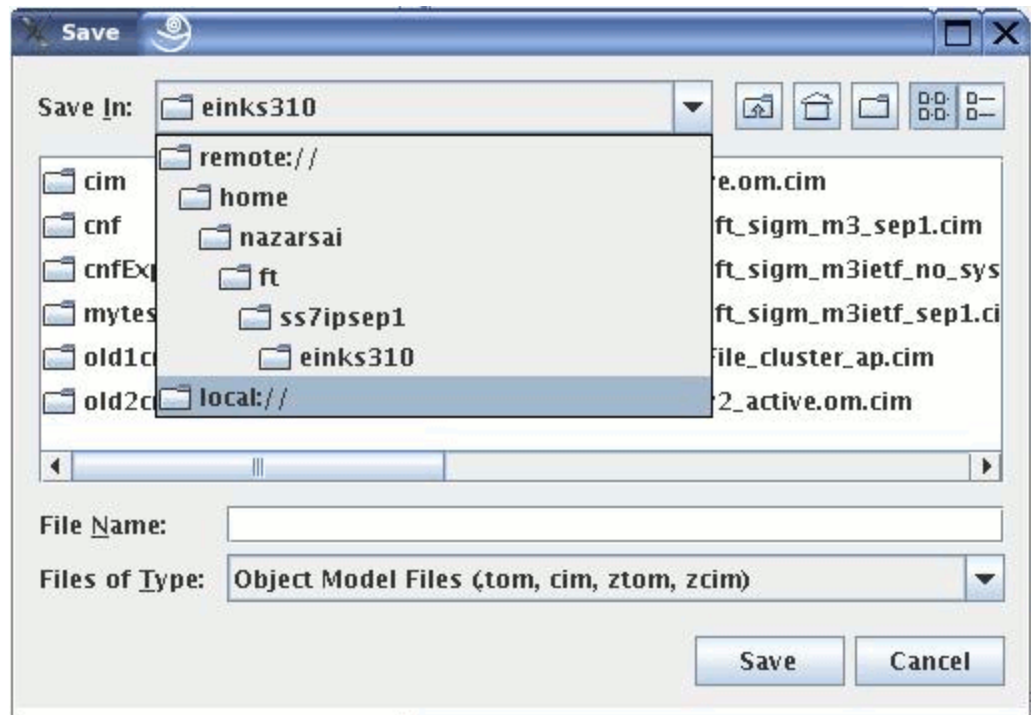 Save
Save In: einks310
remote://
home
nazarsai
ft
ss7ipsep1
einks310
local://
cim
cnf
e.om.cim
ft_sigm_m3_sep1.cim
ft_sigm_m3ietf_no_sys
ft_sigm_m3ietf_sep1.ci
file_cluster_ap.cim
2_active.om.cim
File Name:
Files of Type: Object Model Files (.tom, cim, ztom, zcim)
Save Cancel